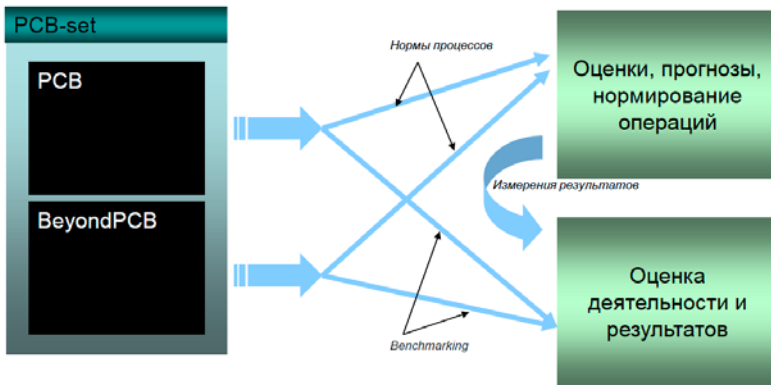 PCB-set
PCB
BeyondPCB
Нормы процессов
Benchmarking
Измерения результатов
Оценки, прогнозы,
нормирование
операций
Оценка
деятельности и
результатов